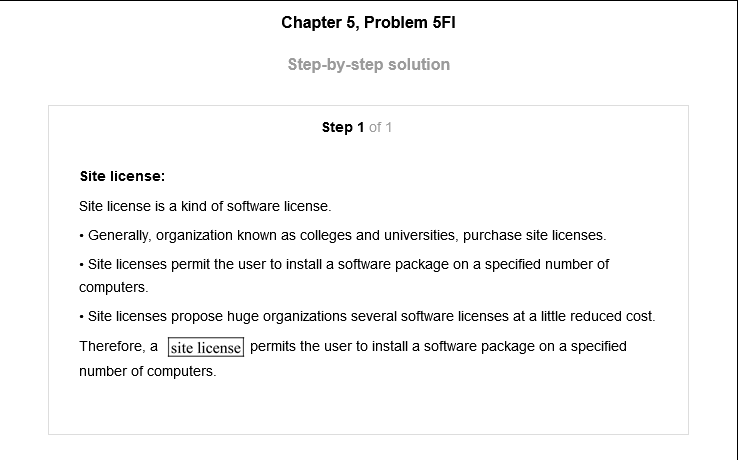 Chapter 5, Problem 5FI
Step-by-step solution
Step 1 of 1
Site license:
Site license is a kind of software license.
• Generally, organization known as colleges and universities, purchase site licenses.
• Site licenses permit the user to install a software package on a specified number of
computers.
• Site licenses propose huge organizations several software licenses at a little reduced cost.
Therefore, a site license permits the user to install a software package on a specified
number of computers.